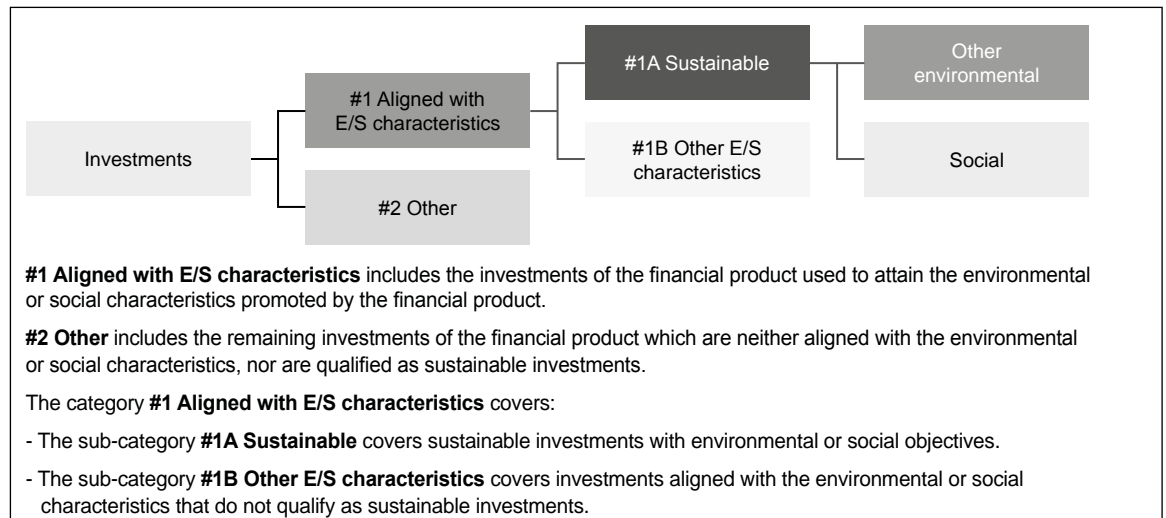 Investments
#1 Aligned with
E/S characteristics
#2 Other
#1A Sustainable
#1B Other E/S
characteristics
Other
environmental
Social
#1 Aligned with E/S characteristics includes the investments of the financial product used to attain the environmental
or social characteristics promoted by the financial product.
#2 Other includes the remaining investments of the financial product which are neither aligned with the environmental
or social characteristics, nor are qualified as sustainable investments.
The category #1 Aligned with E/S characteristics covers:
- The sub-category #1A Sustainable covers sustainable investments with environmental or social objectives.
- The sub-category #1B Other E/S characteristics covers investments aligned with the environmental or social
characteristics that do not qualify as sustainable investments.